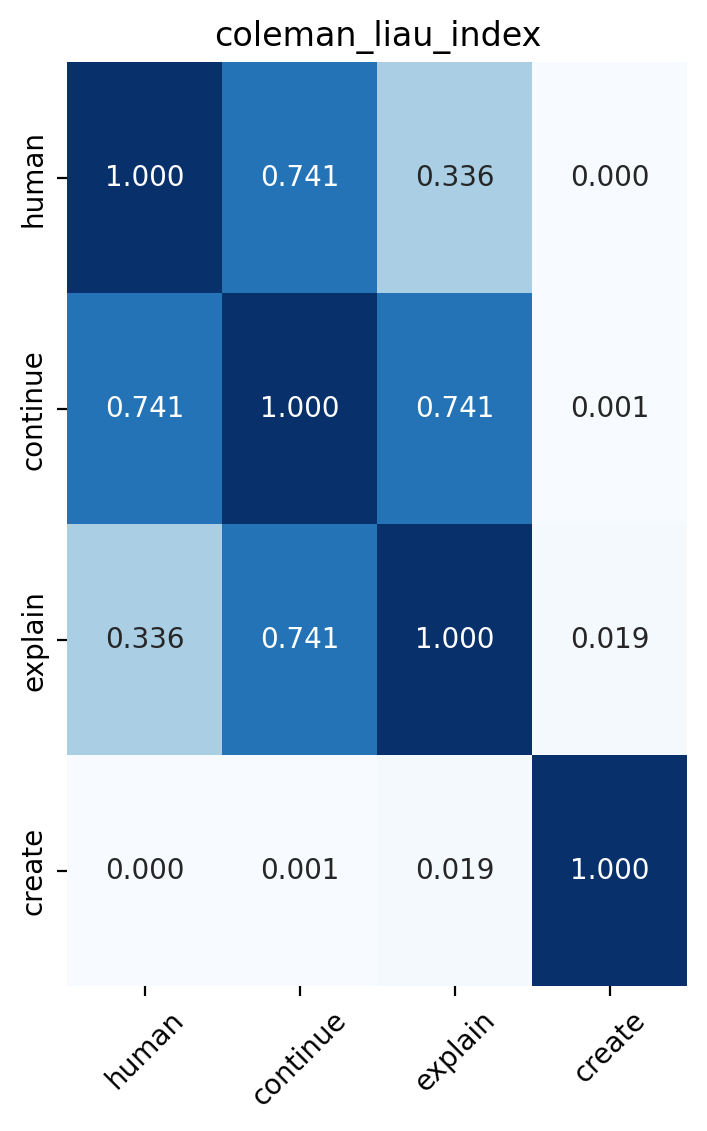 coleman_liau_index
human 1.000 0.741 0.336 0.000
continue 0.741 1.000 0.741 0.001
explain 0.336 0.741 1.000 0.019
create 0.000 0.001 0.019 1.000
human continue explain create